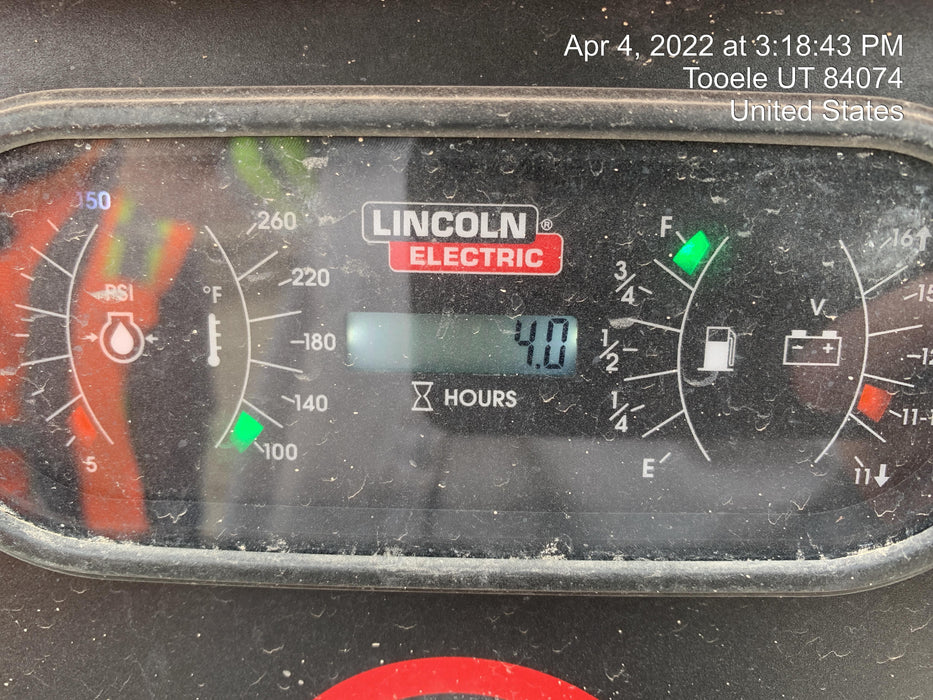 Apr 4, 2022 at 3:18:43 PM
Tooele UT 84074
United States
150
PSI
5
°F
260
220
180
140
100
LINCOLN®
ELECTRIC
4.0
HOURS
F
3/4
1/2
1/4
E
V
- +
16
11